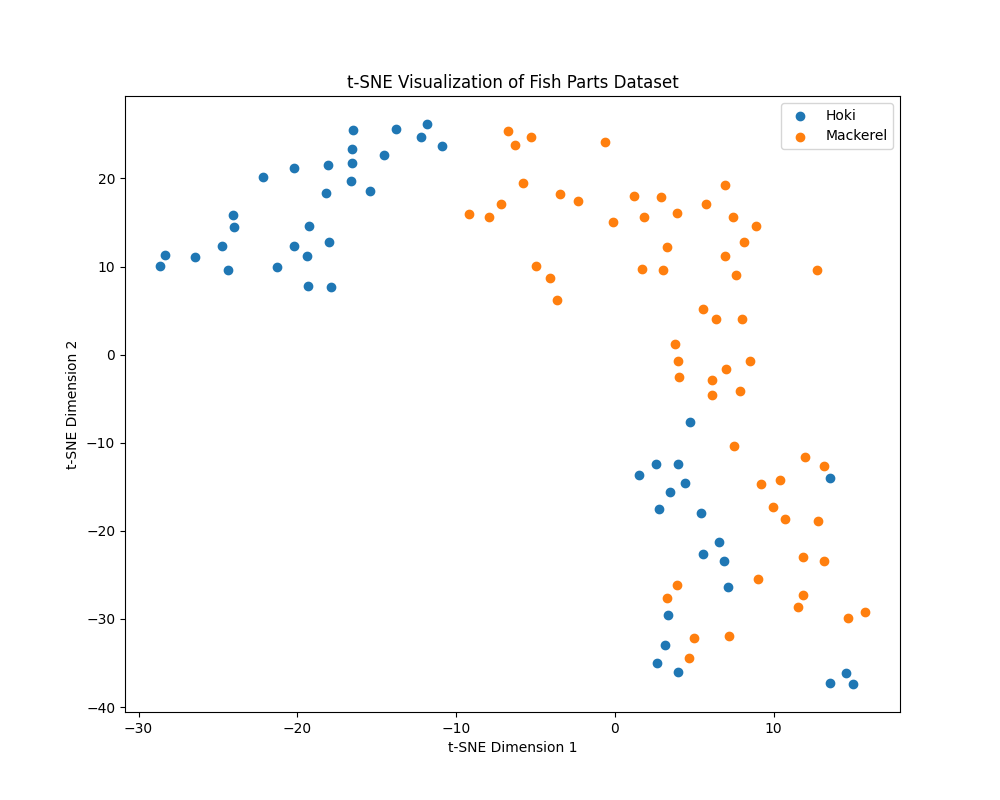 t-SNE Visualization of Fish Parts Dataset
Hoki
Mackerel
20
10
0
−10
−20
−30
−40
t-SNE Dimension 2
−30
−20
−10
0
10
t-SNE Dimension 1